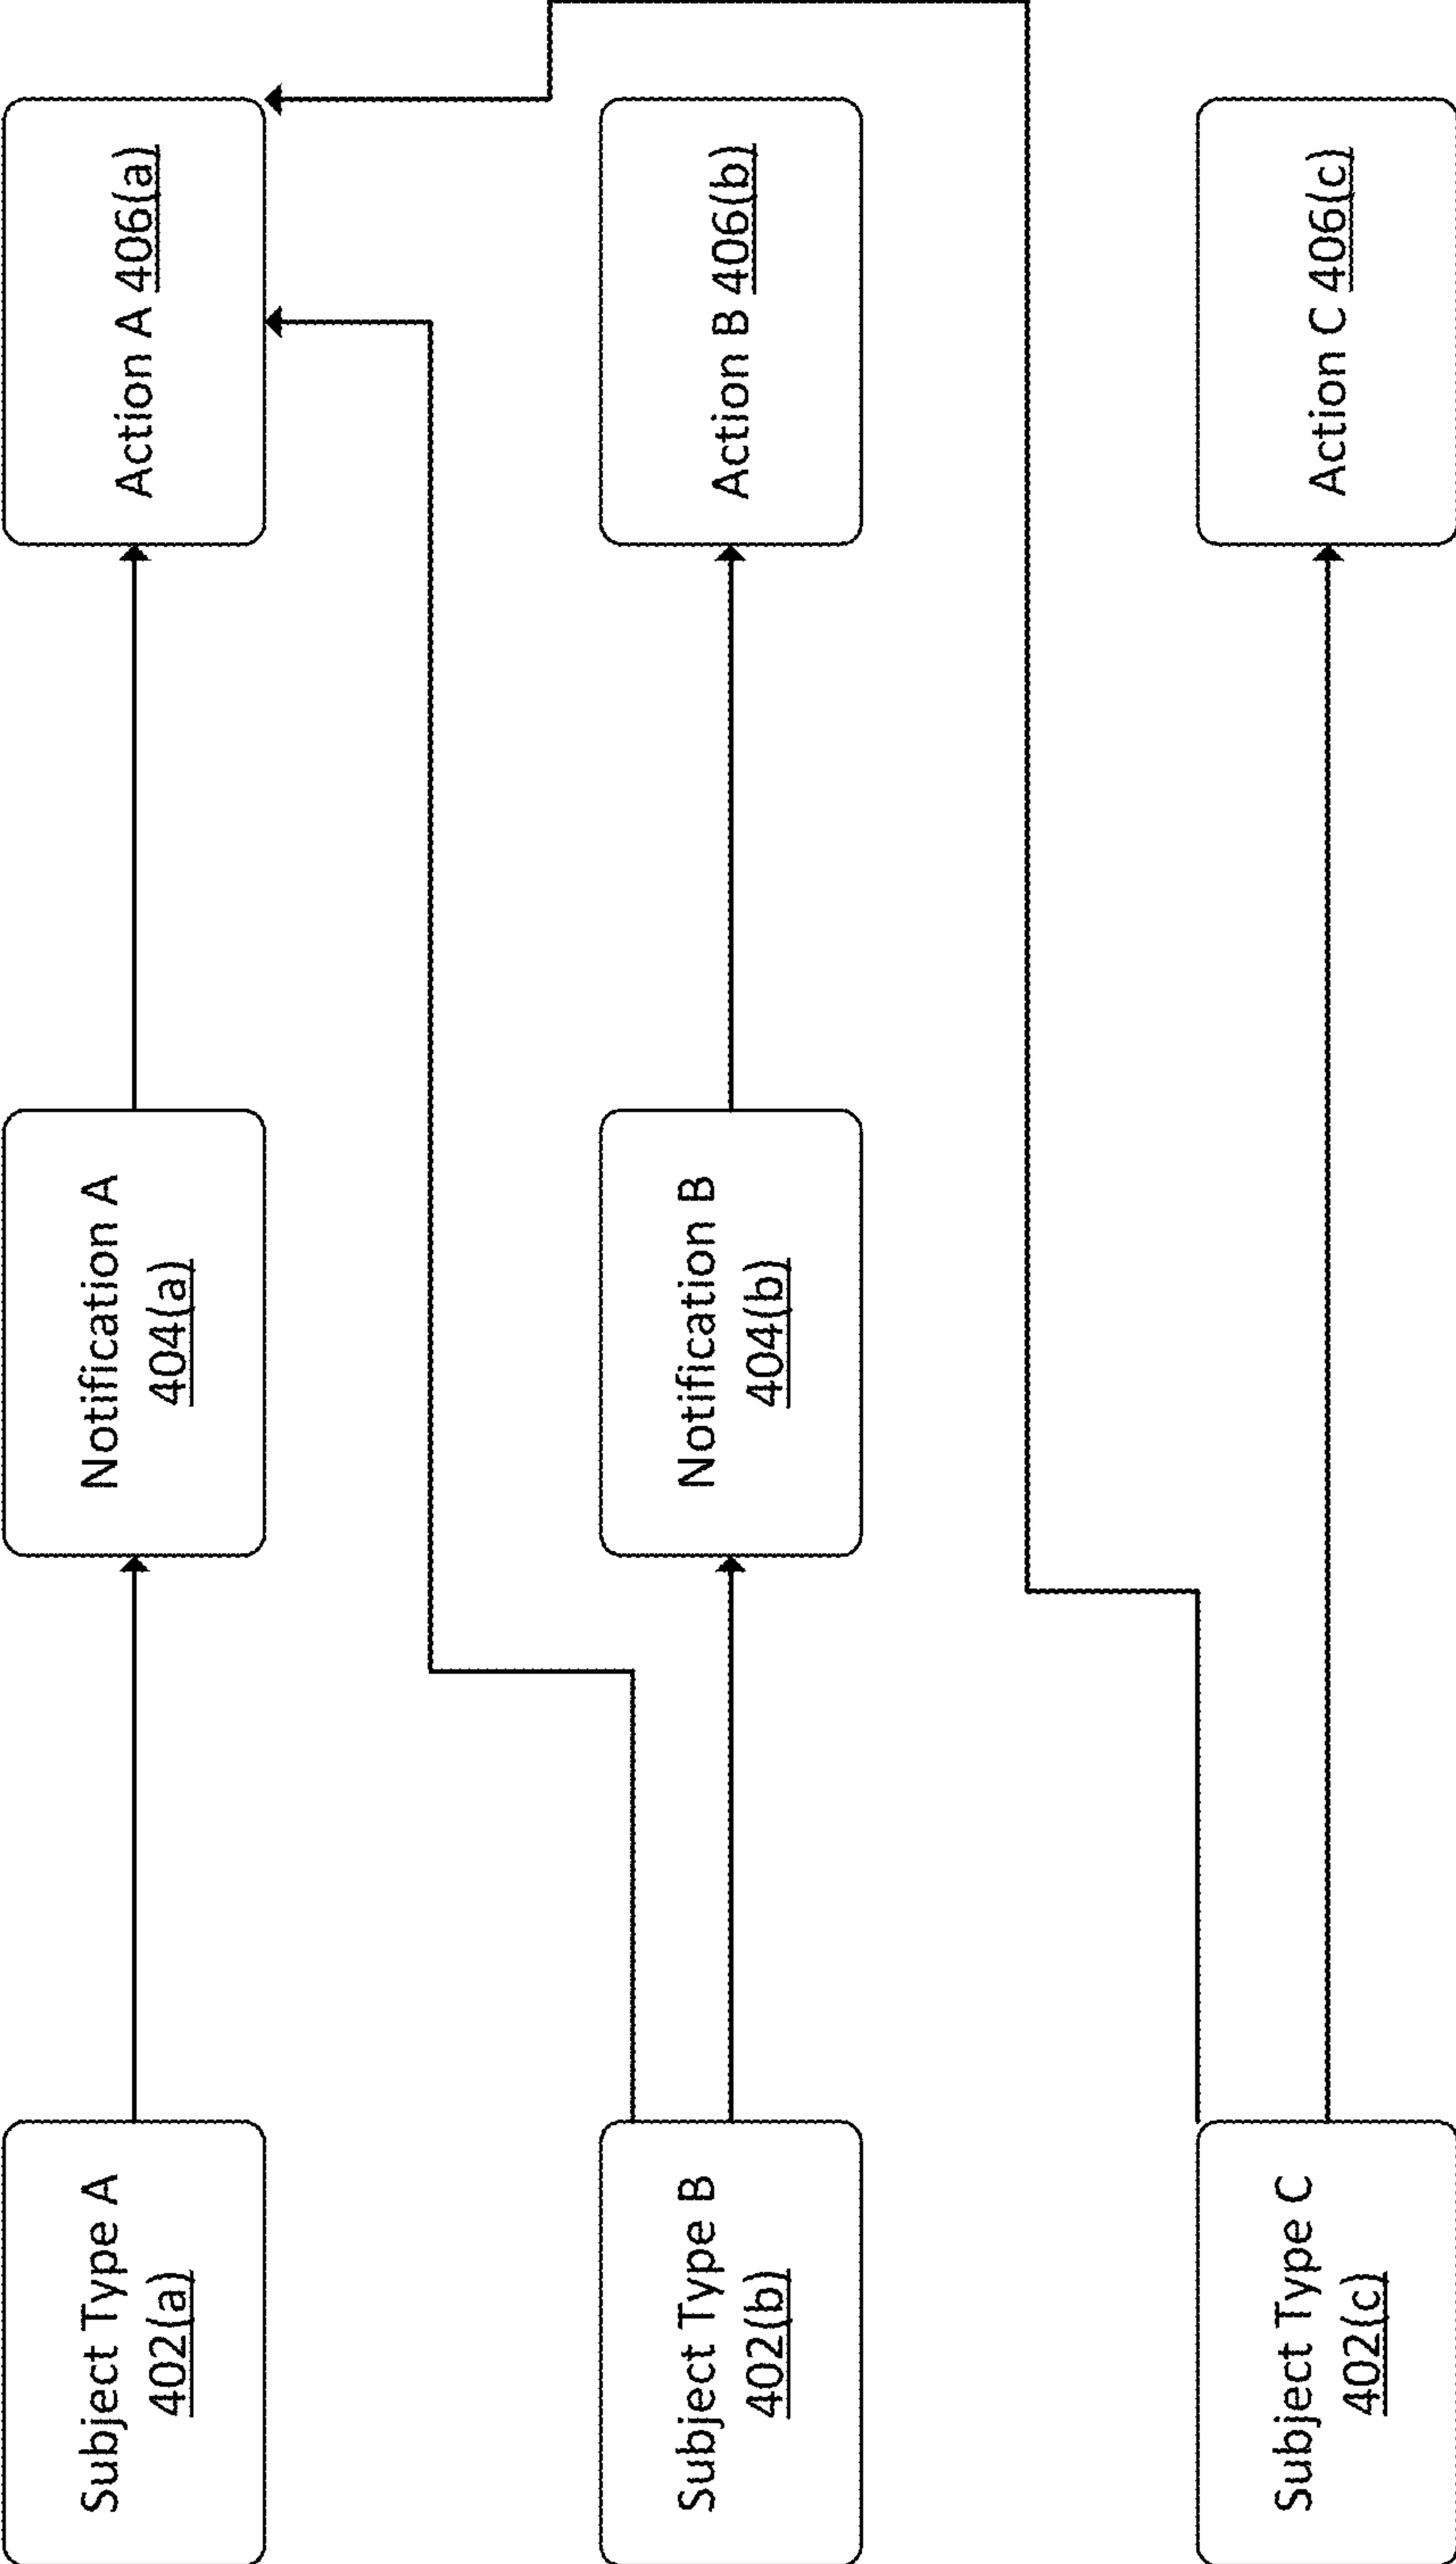 Subject Type A
402(a)
Notification A
404(a)
Action A 406(a)
Subject Type B
402(b)
Notification B
404(b)
Action B 406(b)
Subject Type C
402(c)
Action C 406(c)